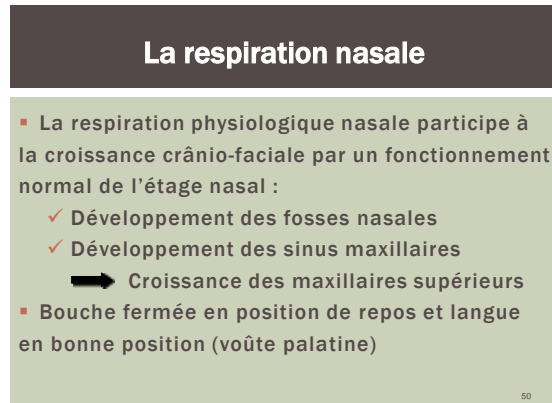 La respiration nasale
▪ La respiration physiologique nasale participe à
la croissance crânio-faciale par un fonctionnement
normal de l’étage nasal :
✓ Développement des fosses nasales
✓ Développement des sinus maxillaires
Croissance des maxillaires supérieurs
▪ Bouche fermée en position de repos et langue
en bonne position (voûte palatine)
50